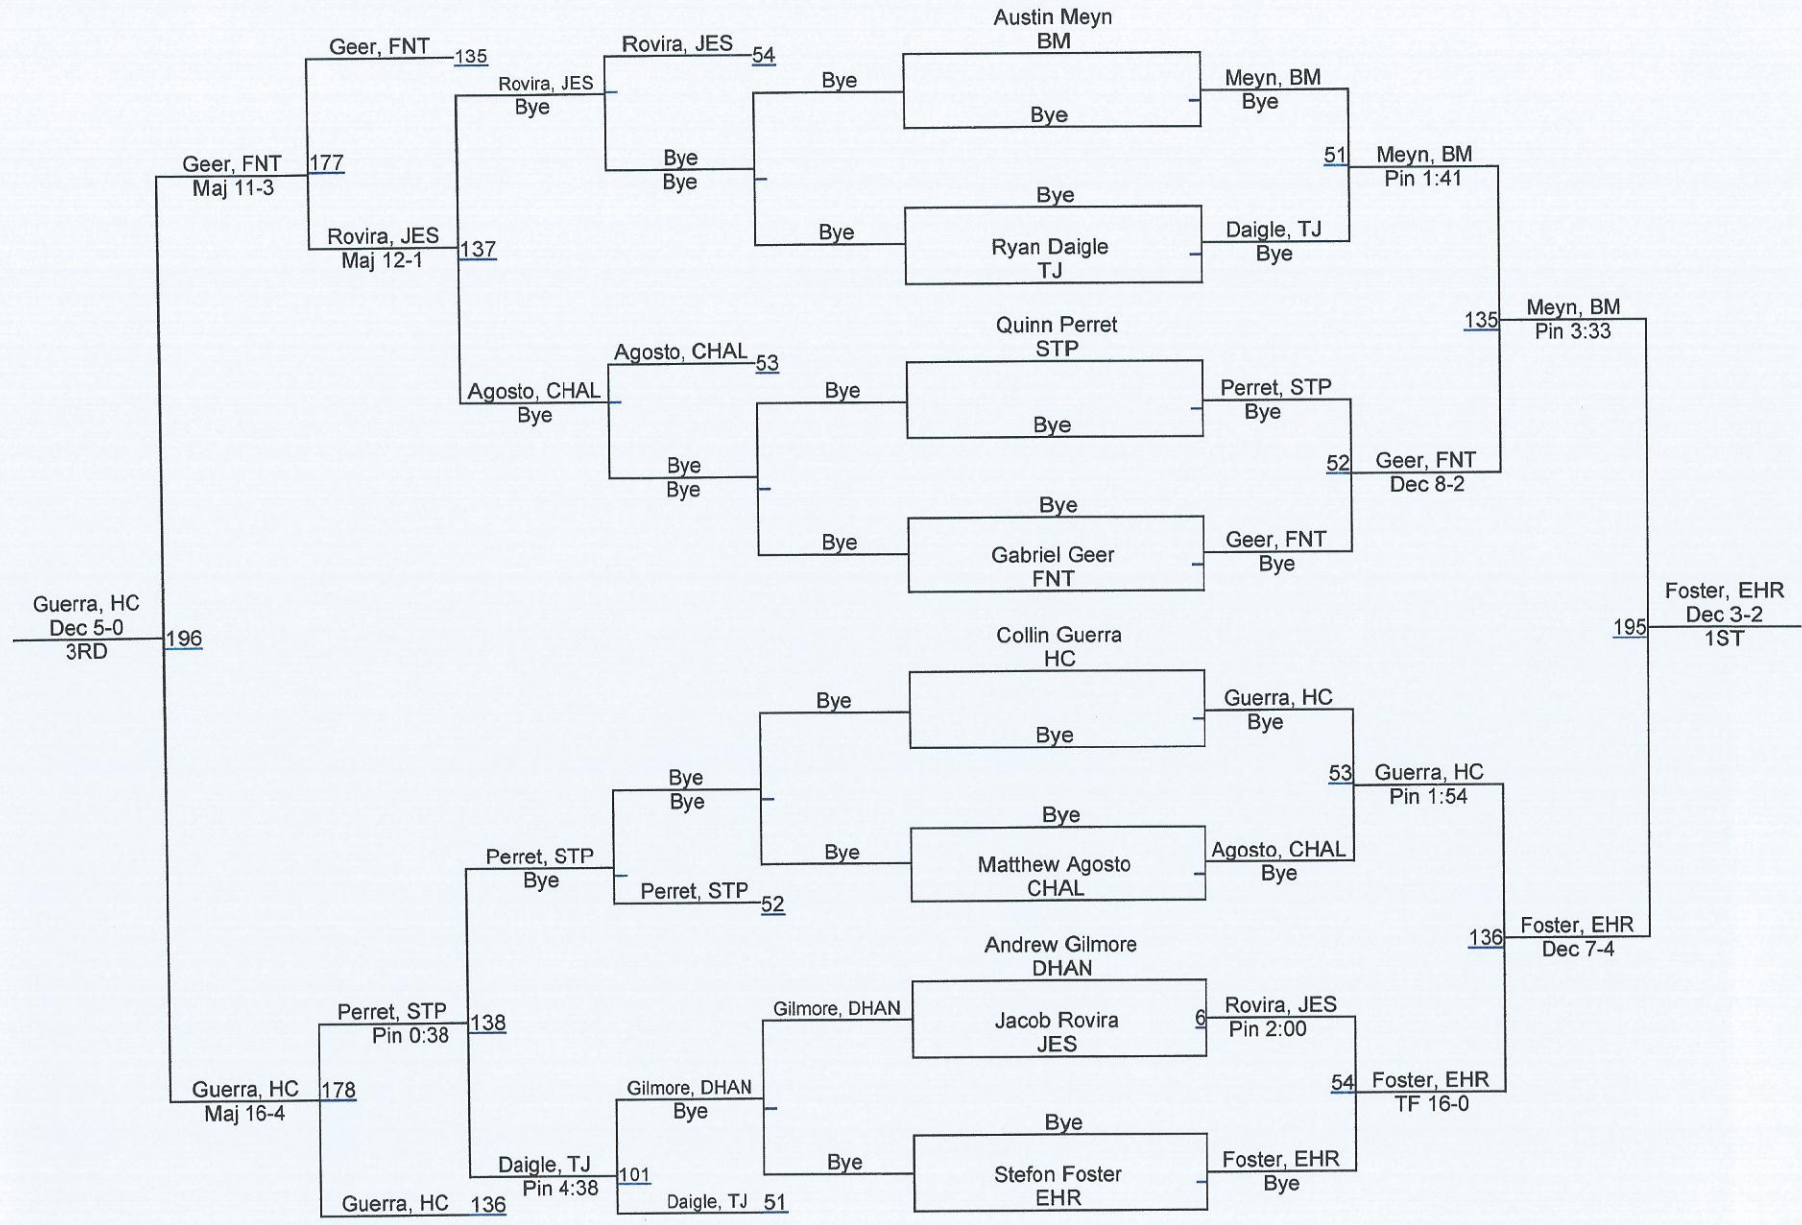 Austin Meyn
BM
Geer, FNT 135
Rovira, JES 54
Rovira, JES
Bye
Bye
Bye
Meyn, BM
Bye
Geer, FNT 177
Maj 11-3
Bye
Bye
51 Meyn, BM
Pin 1:41
Rovira, JES 137
Maj 12-1
Bye
Bye
Ryan Daigle
TJ
Daigle, TJ
Bye
Quinn Perret
STP
135 Meyn, BM
Pin 3:33
Agosto, CHAL 53
Agosto, CHAL
Bye
Bye
Bye
Perret, STP
Bye
Bye
Bye
52 Geer, FNT
Dec 8-2
Bye
Bye
Gabriel Geer
FNT
Geer, FNT
Bye
Guerra, HC
Dec 5-0
3RD
196
Collin Guerra
HC
195
Foster, EHR
Dec 3-2
1ST
Bye
Bye
Guerra, HC
Bye
Bye
Bye
53 Guerra, HC
Pin 1:54
Perret, STP
Bye
Bye
Bye
Matthew Agosto
CHAL
Agosto, CHAL
Bye
Perret, STP 52
Andrew Gilmore
DHAN
136 Foster, EHR
Dec 7-4
Perret, STP 138
Pin 0:38
Gilmore, DHAN
Jacob Rovira
JES
6 Rovira, JES
Pin 2:00
Guerra, HC 178
Maj 16-4
Gilmore, DHAN
Bye
54 Foster, EHR
TF 16-0
Daigle, TJ 101
Pin 4:38
Bye
Bye
Stefon Foster
EHR
Foster, EHR
Bye
Guerra, HC 136
Daigle, TJ 51